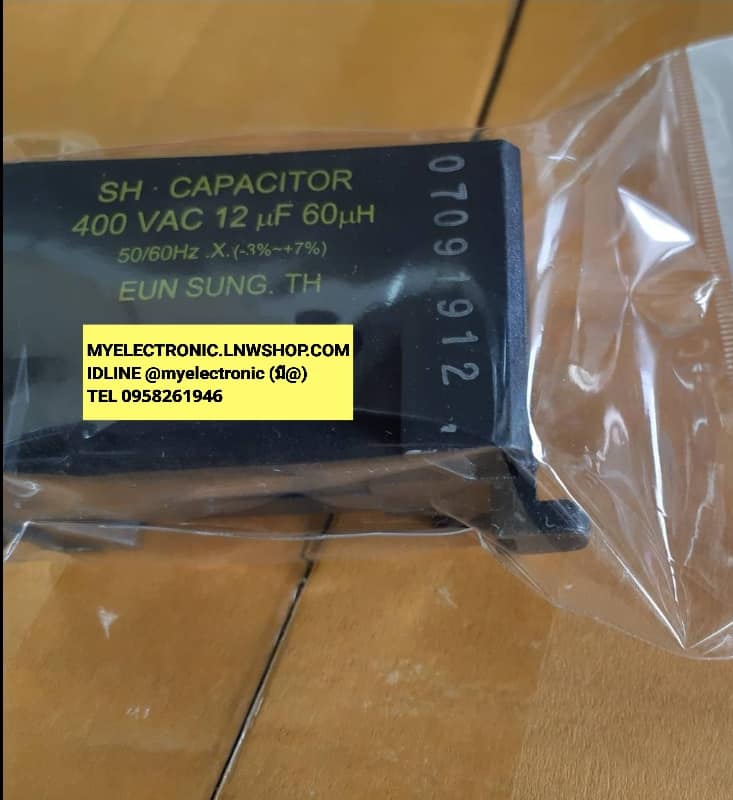 SH · CAPACITOR
400 VAC 12 µF 60µH
50/60Hz .X.(-3%~+7%)
EUN SUNG. TH
07091912
MYELECTRONIC.LNWSHOP.COM
IDLINE @myelectronic (มี@)
TEL 0958261946